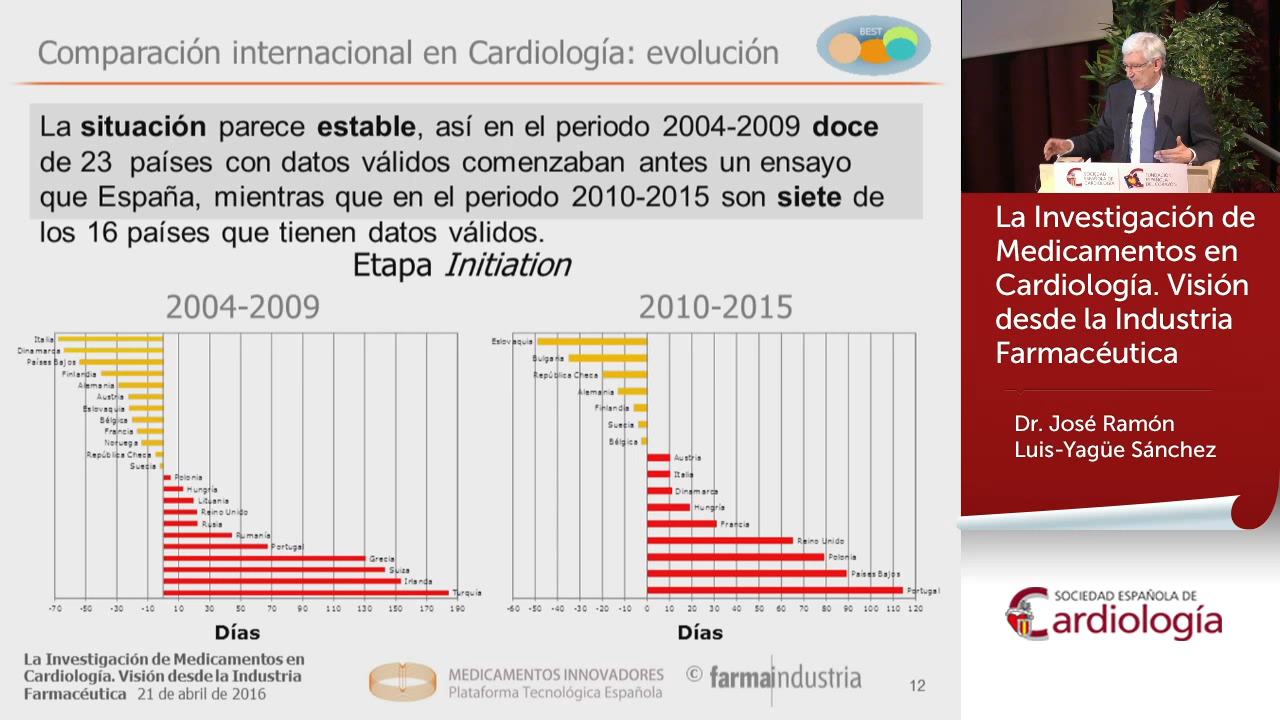 Comparación internacional en Cardiología: evolución
BEST
La situación parece estable, así en el periodo 2004-2009 doce
de 23 países con datos válidos comenzaban antes un ensayo
que España, mientras que en el periodo 2010-2015 son siete de
los 16 países que tienen datos válidos.
Etapa Initiation
2004-2009
Italia
Dinamarca
Países Bajos
Finlandia
Alemania
Austria
Eslovaquia
Bélgica
Francia
Noruega
República Checa
Suecia
Polonia
Hungría
Lituania
Reino Unido
Rusia
Rumania
Portugal
Grecia
Suiza
Irlanda
Turquía
-70 -50 -30 -10 10 30 50 70 90 110 130 150 170 190
Días
2010-2015
Eslovaquia
Bulgaria
República Checa
Alemania
Finlandia
Suecia
Bélgica
Austria
Italia
Dinamarca
Hungría
Francia
Reino Unido
Polonia
Países Bajos
Portugal
-60 -50 -40 -30 -20 -10 0 10 20 30 40 50 60 70 80 90 100 110 120
Días
La Investigación de Medicamentos en
Cardiología. Visión desde la Industria
Farmacéutica 21 de abril de 2016
MEDICAMENTOS INNOVADORES
Plataforma Tecnológica Española
© farmaindustria
12
SOCIEDAD
ESPAÑOLA DE
CARDIOLOGÍA
FUNDACIÓN
ESPAÑOLA
DEL CORAZÓN
La Investigación de
Medicamentos en
Cardiología. Visión
desde la Industria
Farmacéutica
Dr. José Ramón
Luis-Yagüe Sánchez
SOCIEDAD ESPAÑOLA DE
Cardiología